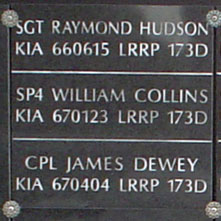 SGT RAYMOND HUDSON
KIA 660615 LRRP 173D
SP4 WILLIAM COLLINS
KIA 670123 LRRP 173D
CPL JAMES DEWEY
KIA 670404 LRRP 173D